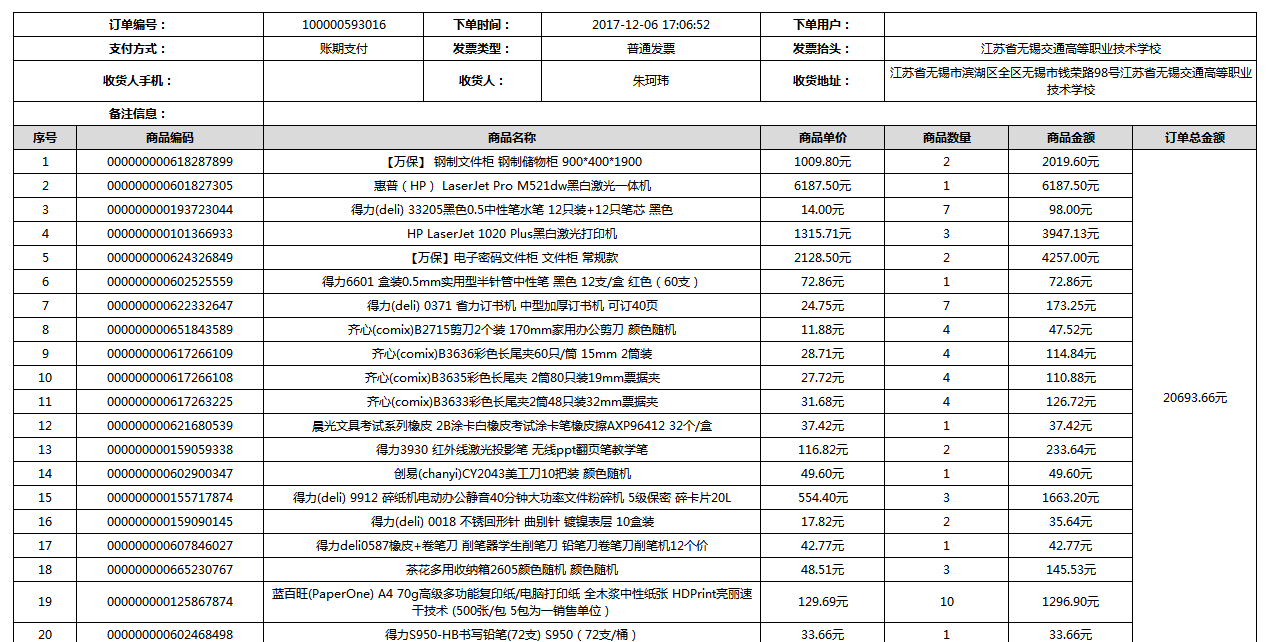 订单编号： 100000593016 下单时间： 2017-12-06 17:06:52 下单用户：
支付方式： 账期支付 发票类型： 普通发票 发票抬头： 江苏省无锡交通高等职业技术学校
收货人手机： 收货人： 朱珂玮 收货地址： 江苏省无锡市滨湖区全区无锡市钱荣路98号江苏省无锡交通高等职业
技术学校
备注信息：
序号 商品编码 商品名称 商品单价 商品数量 商品金额 订单总金额
1 000000000618287899 【万保】 钢制文件柜 钢制储物柜 900*400*1900 1009.80元 2 2019.60元
2 000000000601827305 惠普（HP） LaserJet Pro M521dw黑白激光一体机 6187.50元 1 6187.50元
3 000000000193723044 得力(deli) 33205黑色0.5中性笔水笔 12只装+12只笔芯 黑色 14.00元 7 98.00元
4 000000000101366933 HP LaserJet 1020 Plus黑白激光打印机 1315.71元 3 3947.13元
5 000000000624326849 【万保】电子密码文件柜 文件柜 常规款 2128.50元 2 4257.00元
6 000000000602525559 得力6601 盒装0.5mm实用型半针管中性笔 黑色 12支/盒 红色（60支） 72.86元 1 72.86元
7 000000000622332647 得力(deli) 0371 省力订书机 中型加厚订书机 可订40页 24.75元 7 173.25元
8 000000000651843589 齐心(comix)B2715剪刀2个装 170mm家用办公剪刀 颜色随机 11.88元 4 47.52元
9 000000000617266109 齐心(comix)B3636彩色长尾夹60只/筒 15mm 2筒装 28.71元 4 114.84元
10 000000000617266108 齐心(comix)B3635彩色长尾夹 2筒80只装19mm票据夹 27.72元 4 110.88元
11 000000000617263225 齐心(comix)B3633彩色长尾夹2筒48只装32mm票据夹 31.68元 4 126.72元
20693.66元
12 000000000621680539 晨光文具考试系列橡皮 2B涂卡白橡皮考试涂卡笔橡皮擦AXP96412 32个/盒 37.42元 1 37.42元
13 000000000159059338 得力3930 红外线激光投影笔 无线ppt翻页笔教学笔 116.82元 2 233.64元
14 000000000602900347 创易(chanyi)CY2043美工刀10把装 颜色随机 49.60元 1 49.60元
15 000000000155717874 得力(deli) 9912 碎纸机电动办公静音40分钟大功率文件粉碎机 5级保密 碎卡片20L 554.40元 3 1663.20元
16 000000000159090145 得力(deli) 0018 不锈回形针 曲别针 镀镍表层 10盒装 17.82元 2 35.64元
17 000000000607846027 得力deli0587橡皮+卷笔刀 削笔器学生削笔刀 铅笔刀卷笔刀削笔机12个价 42.77元 1 42.77元
18 000000000665230767 茶花多用收纳箱2605颜色随机 颜色随机 48.51元 3 145.53元
19 000000000125867874 蓝百旺(PaperOne) A4 70g高级多功能复印纸/电脑打印纸 全木浆中性纸张 HDPrint亮丽速
干技术 (500张/包 5包为一销售单位） 129.69元 10 1296.90元
20 000000000602468498 得力S950-HB书写铅笔(72支) S950（72支/桶） 33.66元 1 33.66元